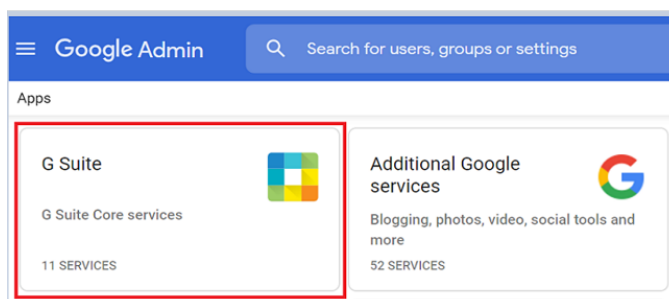 Google Admin
Search for users, groups or settings
Apps
G Suite
G Suite Core services
11 SERVICES
Additional Google
services
Blogging, photos, video, social tools and
more
52 SERVICES